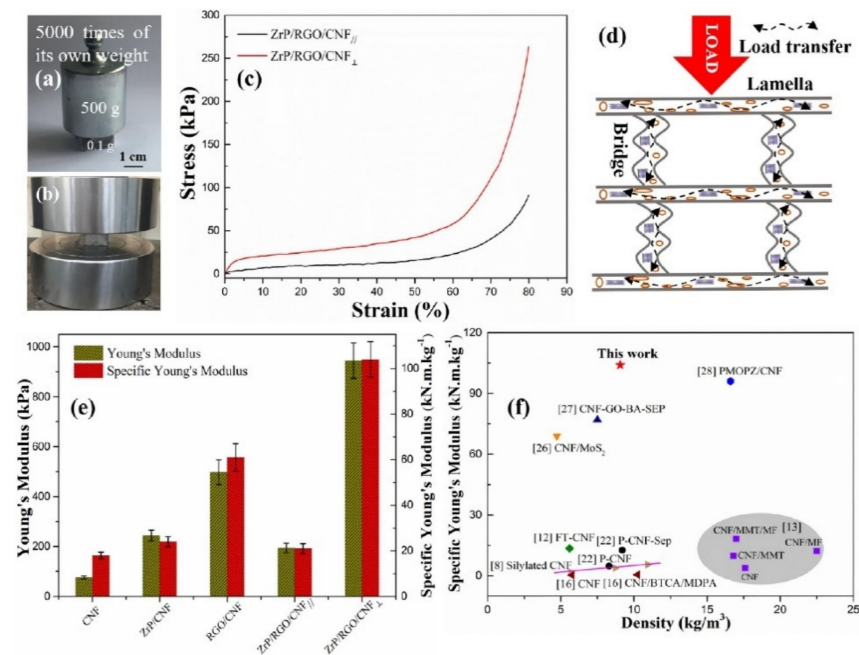 5000 times of
its own weight
(a)
500 g
0.1 g
1 cm
(b)
300
250
200
150
100
50
0
Stress (kPa)
ZrP/RGO/CNF//
ZrP/RGO/CNF⊥
(c)
0 10 20 30 40 50 60 70 80 90
Strain (%)
(d)
LOAD
Load transfer
Lamella
Bridge
1000
800
600
400
200
0
Young's Modulus (kPa)
Young's Modulus
Specific Young's Modulus
(e)
100
80
60
40
20
0
Specific Young's Modulus (kN.m.kg⁻¹)
CNF
ZrP/CNF
RGO/CNF
ZrP/RGO/CNF//
ZrP/RGO/CNF⊥
120
105
90
75
60
45
30
15
0
Specific Young's Modulus (kN.m.kg⁻¹)
This work
[28] PMOPZ/CNF
[27] CNF-GO-BA-SEP
[26] CNF/MoS₂
(f)
[12] FT-CNF
[22] P-CNF-Sep
[8] Silylated CNF
[22] P-CNF
[16] CNF
[16] CNF/BTCA/MDPA
CNF/MMT/MF
[13]
CNF/MF
CNF/MMT
CNF
0 5 10 15 20 25
Density (kg/m³)